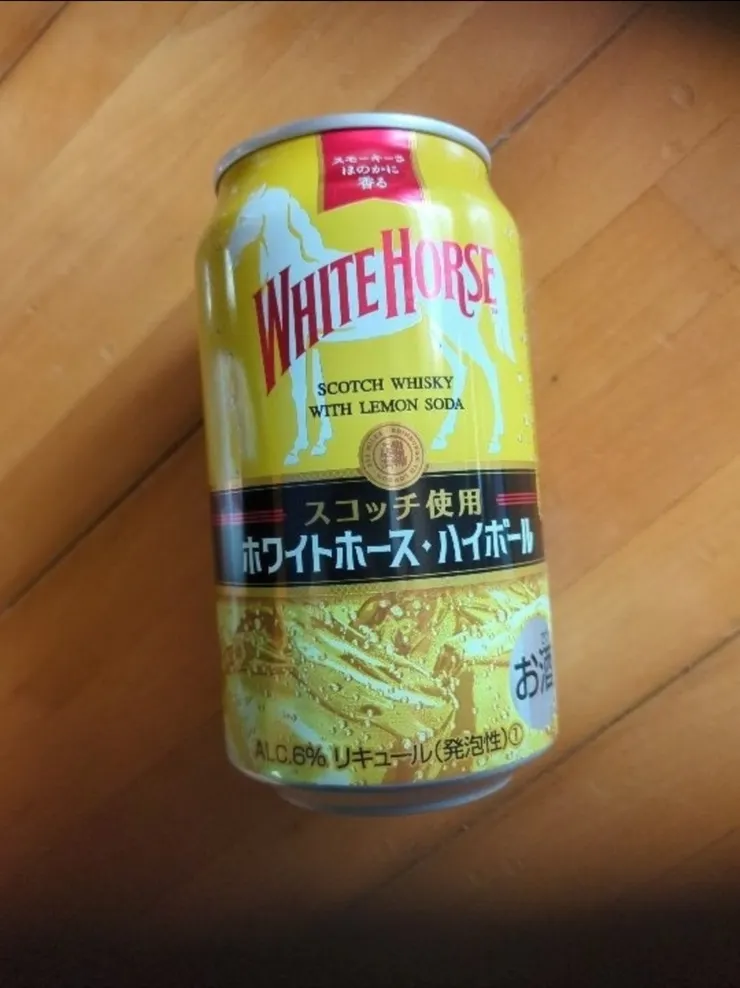 スモーキーさ
ほのかに
香る
WHITE HORSE
SCOTCH WHISKY
WITH LEMON SODA
スコッチ使用
ホワイトホース・ハイボール
お酒
ALC.6% リキュール(発泡性)①